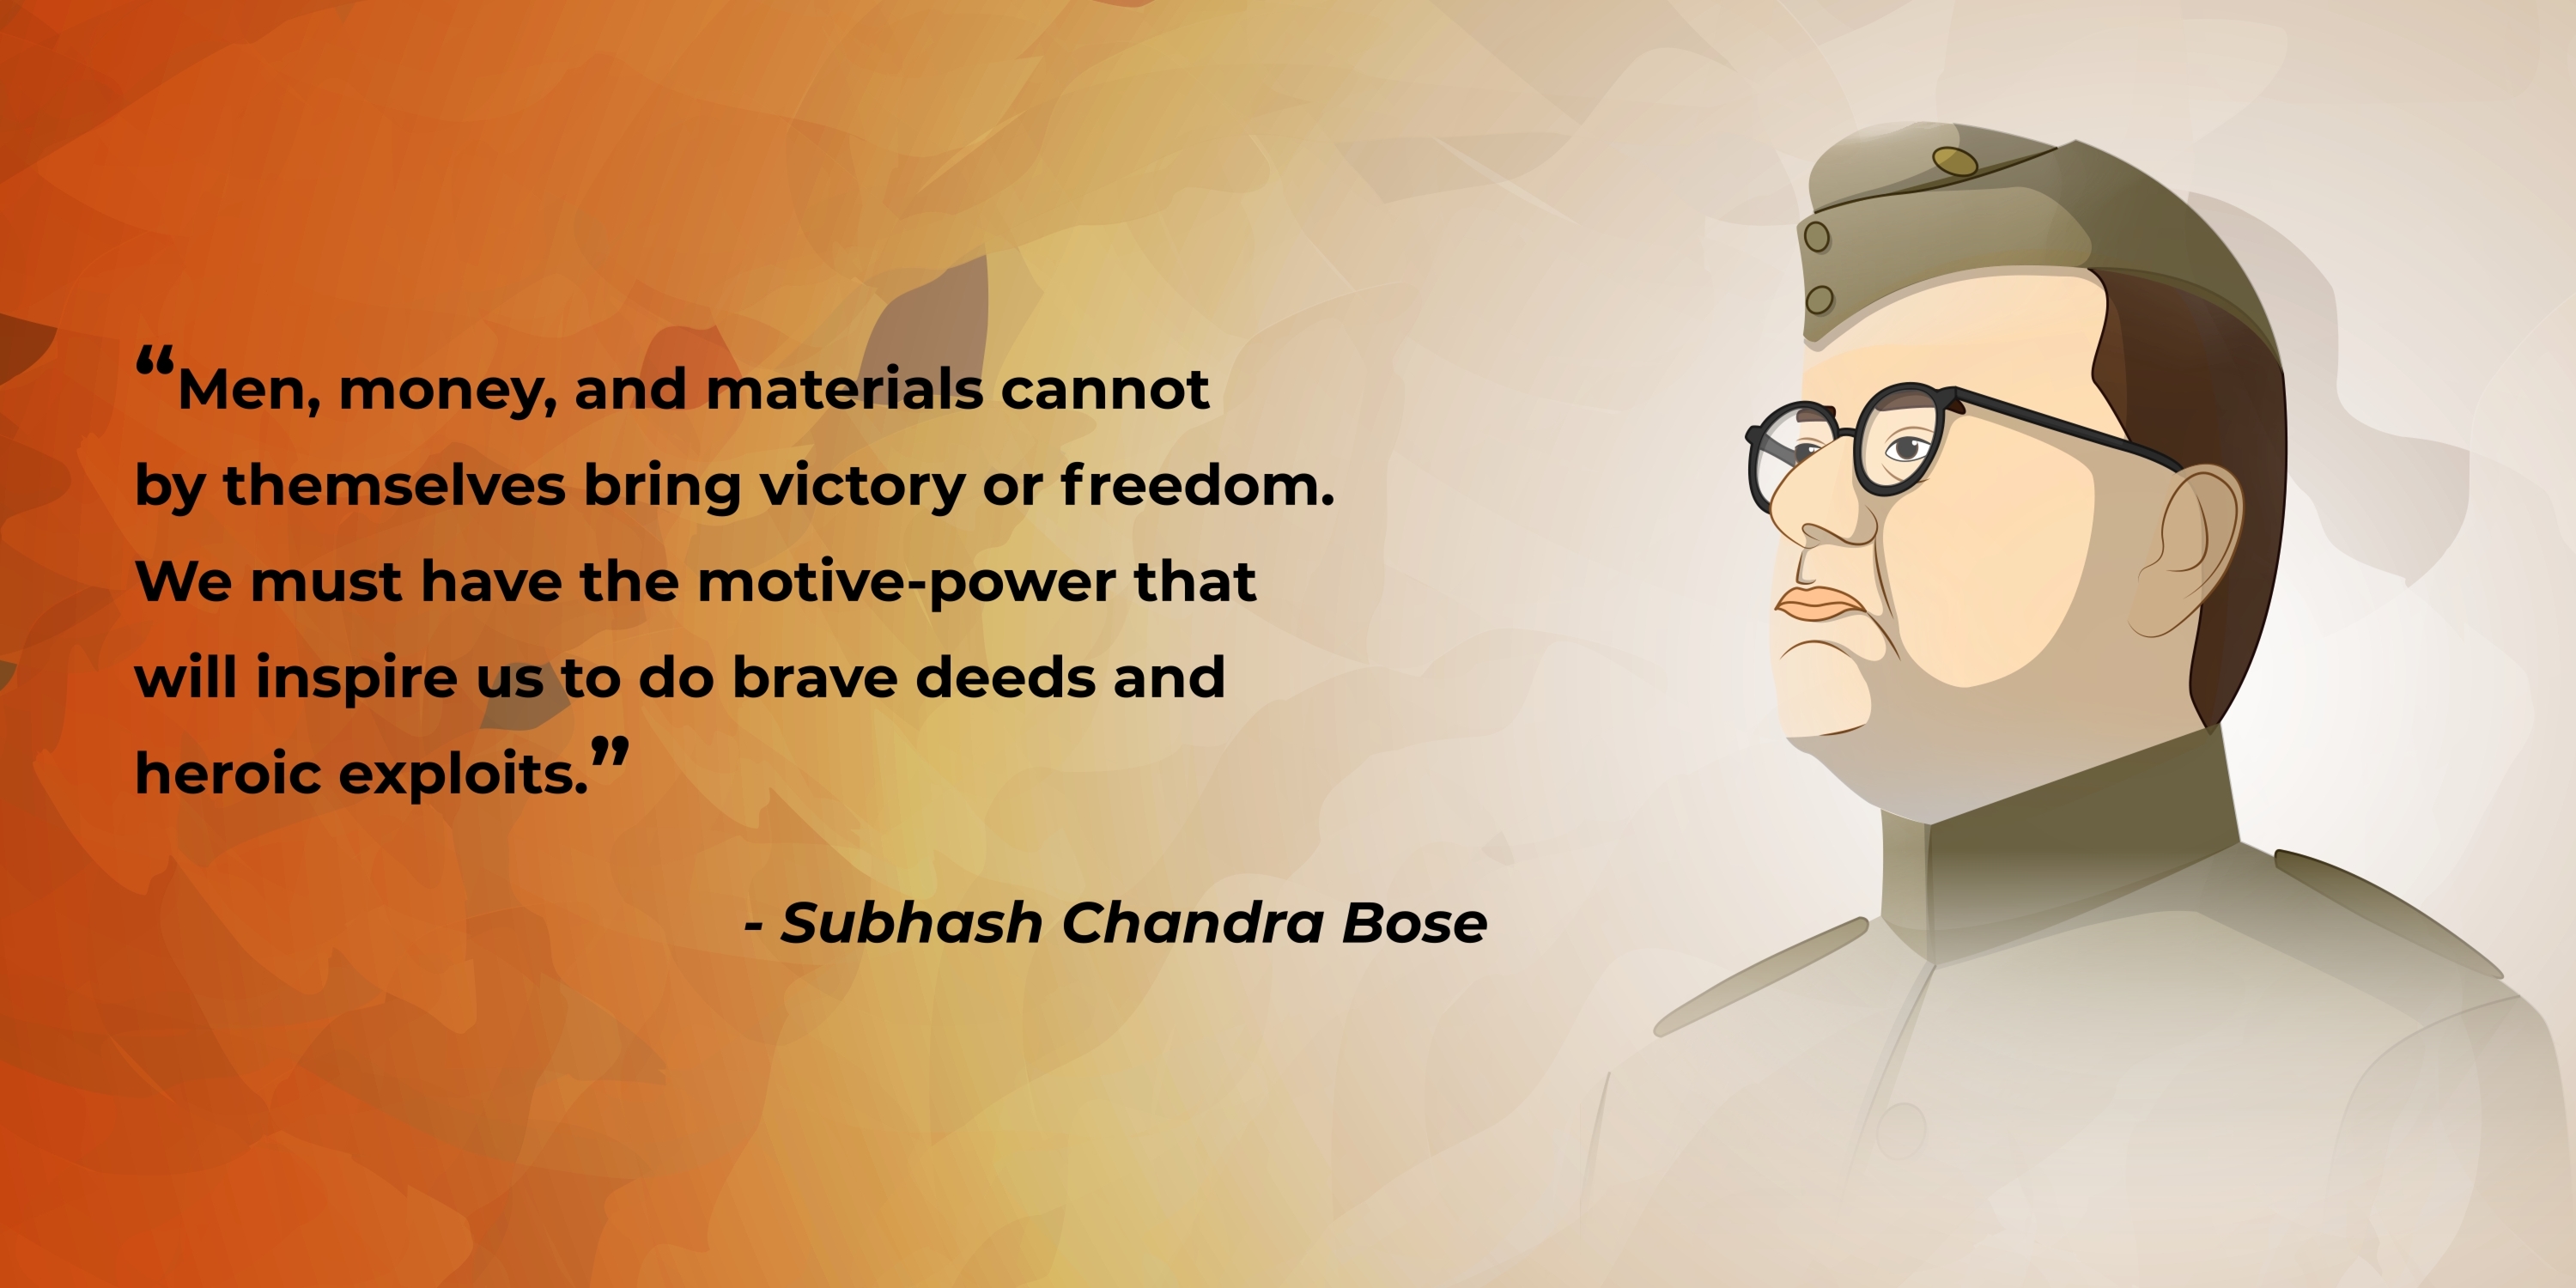 “Men, money, and materials cannot
by themselves bring victory or freedom.
We must have the motive-power that
will inspire us to do brave deeds and
heroic exploits.”
- Subhash Chandra Bose